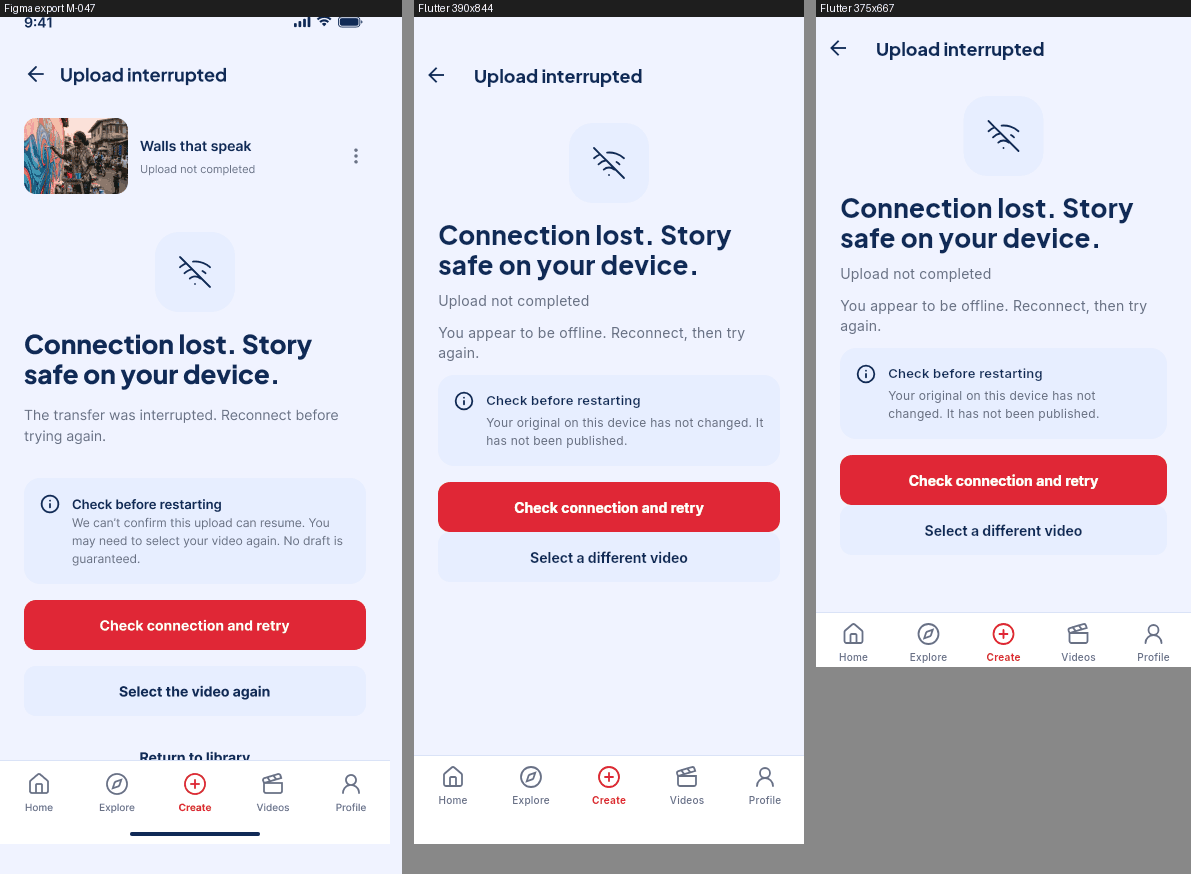 Figma export M-047
9:41
Upload interrupted
Walls that speak
Upload not completed
Connection lost. Story
safe on your device.
The transfer was interrupted. Reconnect before
trying again.
Check before restarting
We can’t confirm this upload can resume. You
may need to select your video again. No draft is
guaranteed.
Check connection and retry
Select the video again
Return to library
Home
Explore
Create
Videos
Profile
Flutter 390x844
Upload interrupted
Connection lost. Story
safe on your device.
Upload not completed
You appear to be offline. Reconnect, then try
again.
Check before restarting
Your original on this device has not changed. It
has not been published.
Check connection and retry
Select a different video
Home
Explore
Create
Videos
Profile
Flutter 375x667
Upload interrupted
Connection lost. Story
safe on your device.
Upload not completed
You appear to be offline. Reconnect, then try
again.
Check before restarting
Your original on this device has not
changed. It has not been published.
Check connection and retry
Select a different video
Home
Explore
Create
Videos
Profile